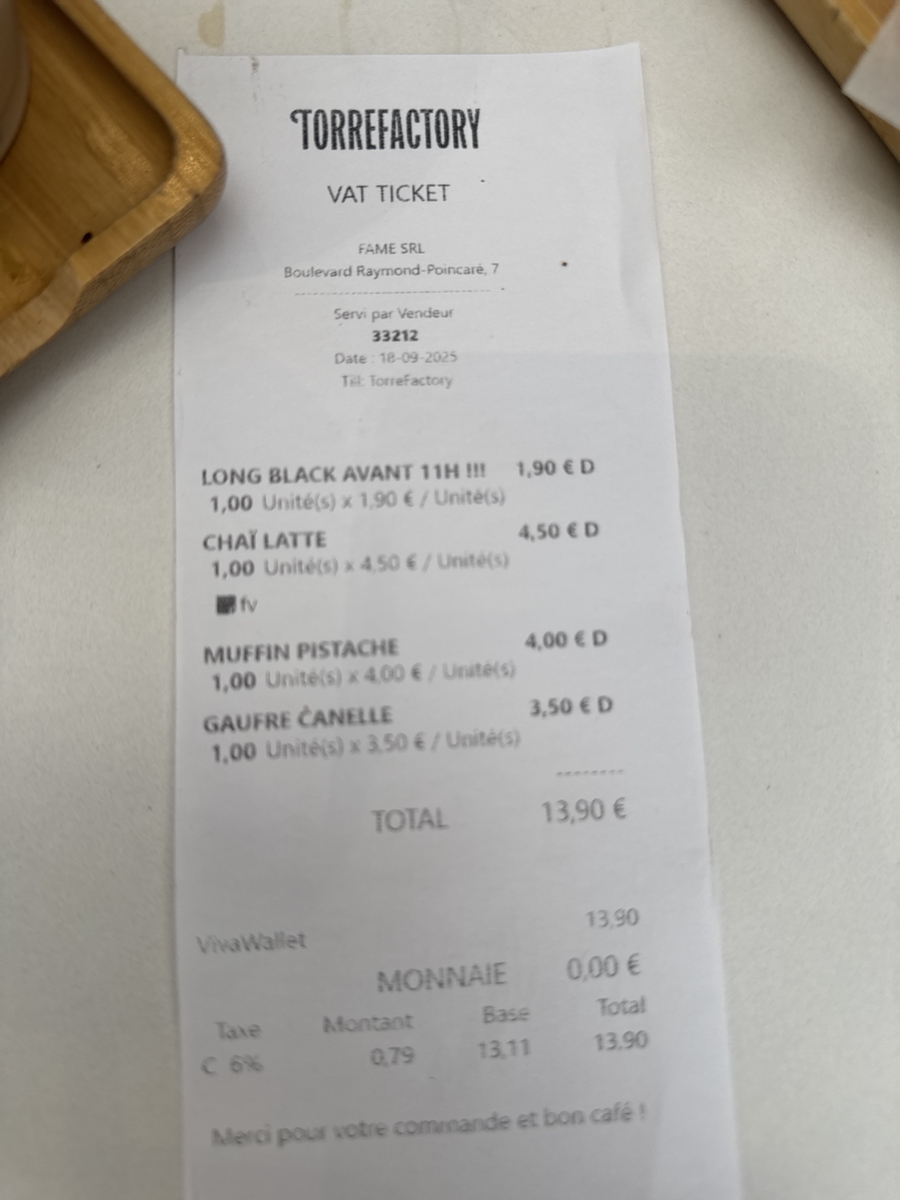 TORREFACTORY
VAT TICKET
FAME SRL
Boulevard Raymond-Poincaré, 7
Servi par Vendeur
33212
Date : 18-09-2025
Till: TorreFactory
LONG BLACK AVANT 11H !!! 1,90 € D
1,00 Unité(s) x 1,90 € / Unité(s)
CHAÏ LATTE 4,50 € D
1,00 Unité(s) x 4,50 € / Unité(s)
fv
MUFFIN PISTACHE 4,00 € D
1,00 Unité(s) x 4,00 € / Unité(s)
GAUFRE CANELLE 3,50 € D
1,00 Unité(s) x 3,50 € / Unité(s)
--------
TOTAL 13,90 €
VivaWallet 13,90
MONNAIE 0,00 €
Taxe Montant Base Total
C 6% 0,79 13,11 13,90
Merci pour votre commande et bon café !